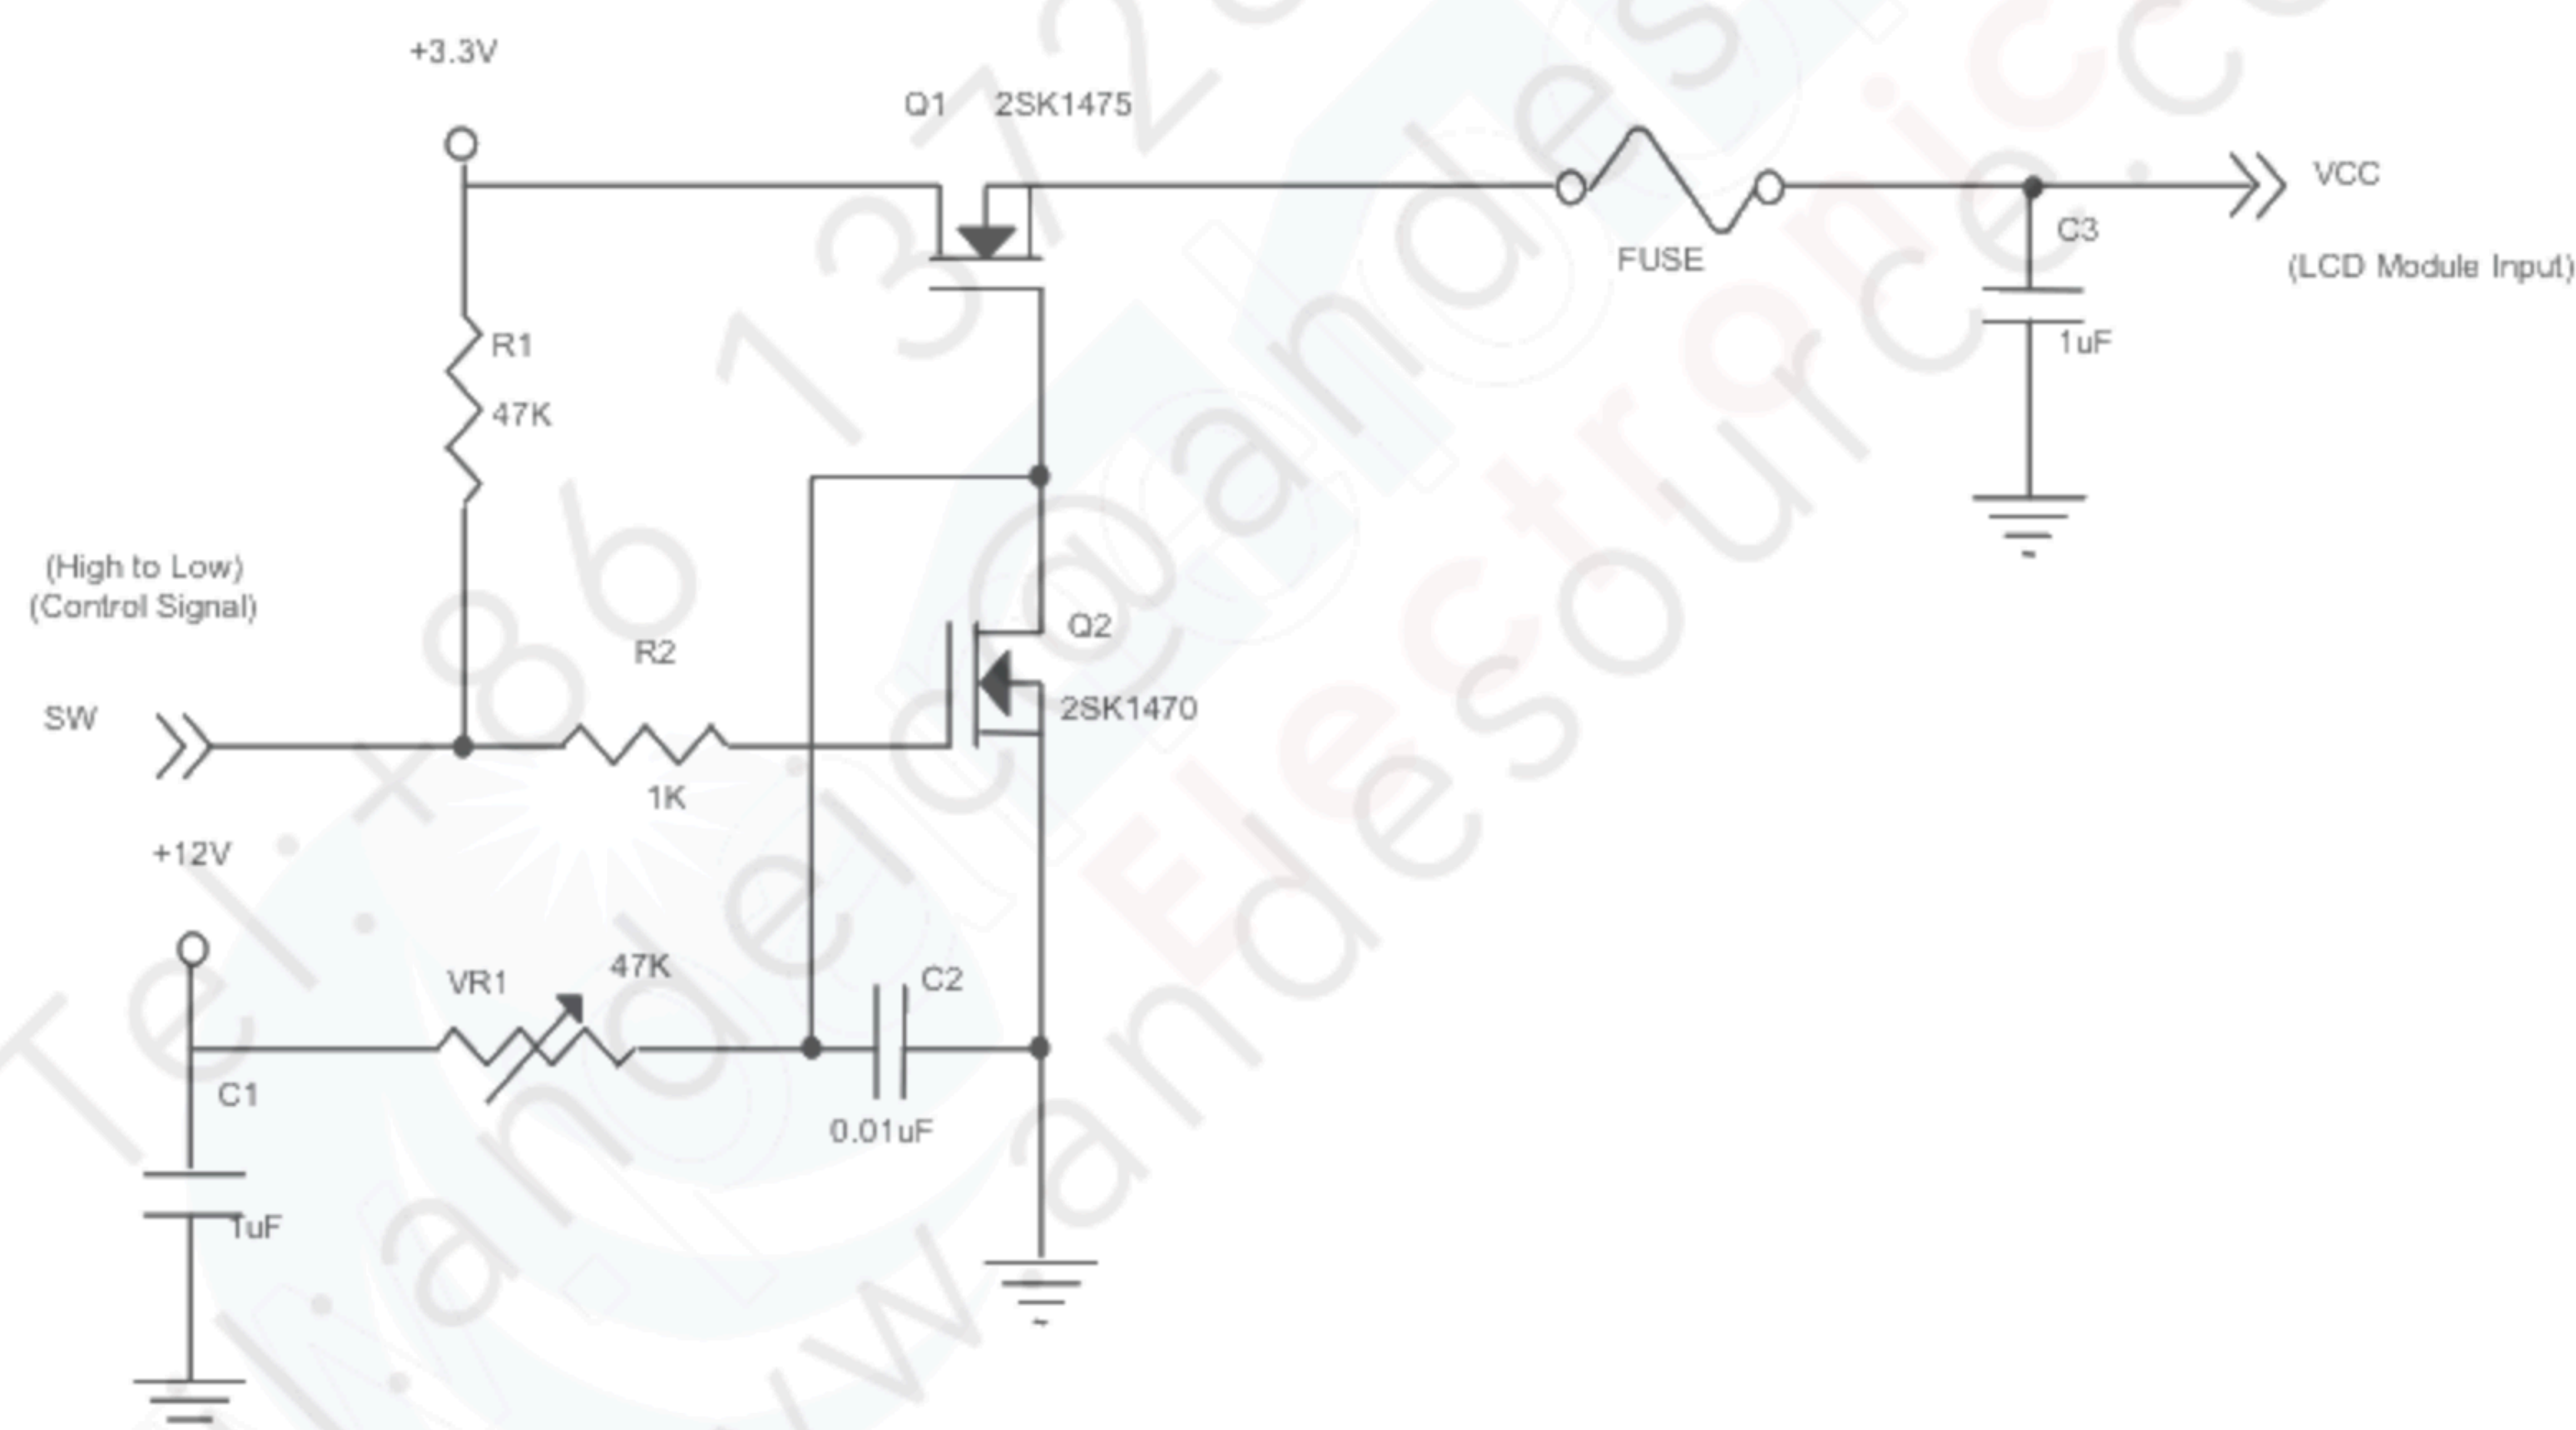 +3.3V
Q1 2SK1475
VCC
C3
(LCD Module Input)
FUSE
1uF
R1
47K
(High to Low)
(Control Signal)
R2
Q2
SW
2SK1470
1K
+12V
VR1 47K C2
C1
0.01uF
1uF
Electronic